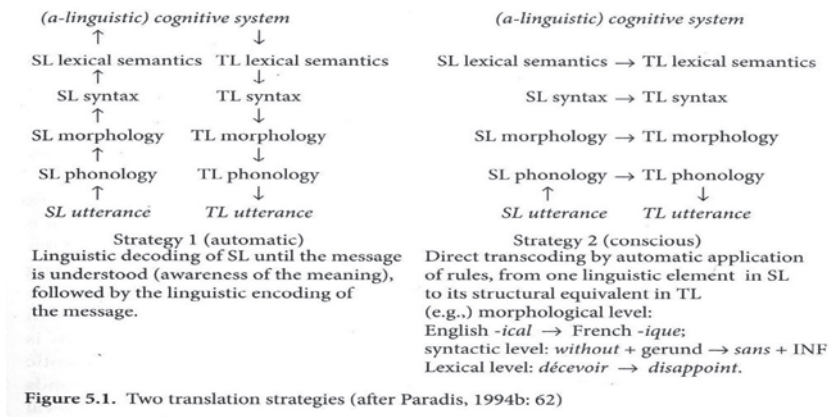 (a-linguistic) cognitive system
↑ ↓
SL lexical semantics TL lexical semantics
↑ ↓
SL syntax TL syntax
↑ ↓
SL morphology TL morphology
↑ ↓
SL phonology TL phonology
↑ ↓
SL utterance TL utterance
Strategy 1 (automatic)
Linguistic decoding of SL until the message
is understood (awareness of the meaning),
followed by the linguistic encoding of
the message.
(a-linguistic) cognitive system
SL lexical semantics → TL lexical semantics
SL syntax → TL syntax
SL morphology → TL morphology
SL phonology → TL phonology
↑ ↓
SL utterance TL utterance
Strategy 2 (conscious)
Direct transcoding by automatic application
of rules, from one linguistic element in SL
to its structural equivalent in TL
(e.g.,) morphological level:
English -ical → French -ique;
syntactic level: without + gerund → sans + INF
Lexical level: décevoir → disappoint.
Figure 5.1. Two translation strategies (after Paradis, 1994b: 62)